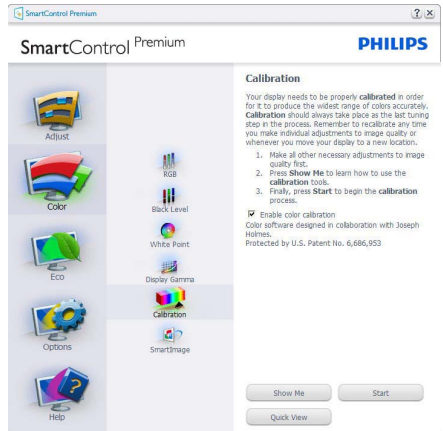 SmartControl Premium
SmartControl Premium
PHILIPS
Adjust
Color
Eco
Options
Help
RGB
Black Level
White Point
Display Gamma
Calibration
SmartImage
Calibration
Your display needs to be properly calibrated in order
for it to produce the widest range of colors accurately.
Calibration should always take place as the last tuning
step in the process. Remember to recalibrate any time
you make individual adjustments to image quality or
whenever you move your display to a new location.
1. Make all other necessary adjustments to image
quality first.
2. Press Show Me to learn how to use the
calibration tools.
3. Finally, press Start to begin the calibration
process.
Enable color calibration
Color software designed in collaboration with Joseph
Holmes.
Protected by U.S. Patent No. 6,686,953
Show Me
Start
Quick View